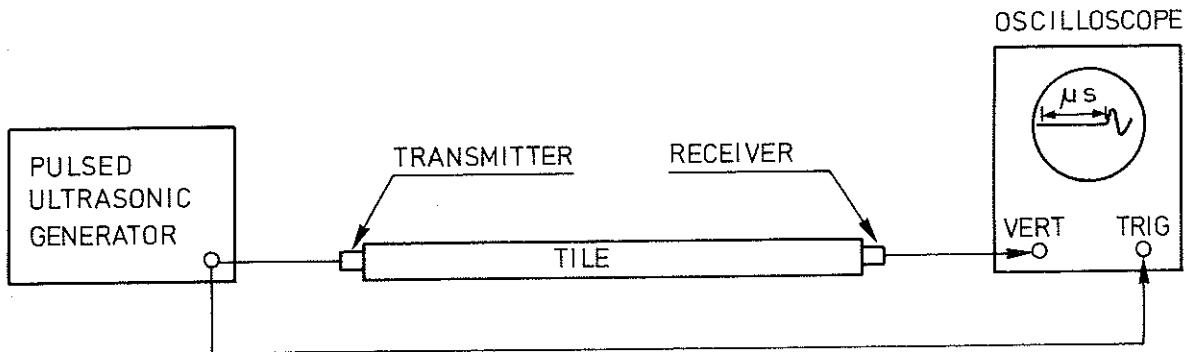 OSCILLOSCOPE
μs
PULSED
ULTRASONIC
GENERATOR
TRANSMITTER
RECEIVER
TILE
VERT
TRIG